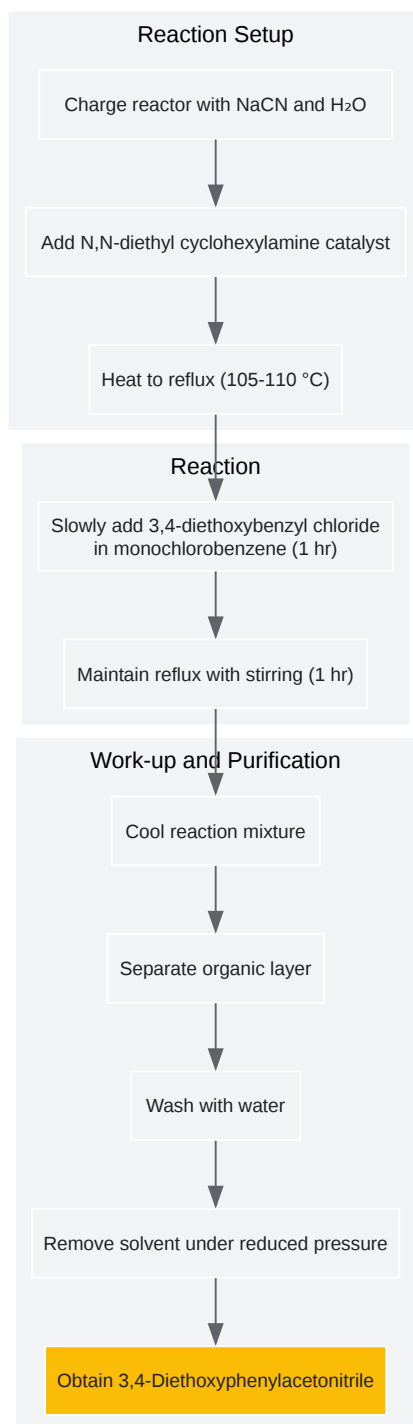 Reaction Setup
Charge reactor with NaCN and H₂O
Add N,N-diethyl cyclohexylamine catalyst
Heat to reflux (105-110 °C)
Reaction
Slowly add 3,4-diethoxybenzyl chloride
in monochlorobenzene (1 hr)
Maintain reflux with stirring (1 hr)
Work-up and Purification
Cool reaction mixture
Separate organic layer
Wash with water
Remove solvent under reduced pressure
Obtain 3,4-Diethoxyphenylacetonitrile